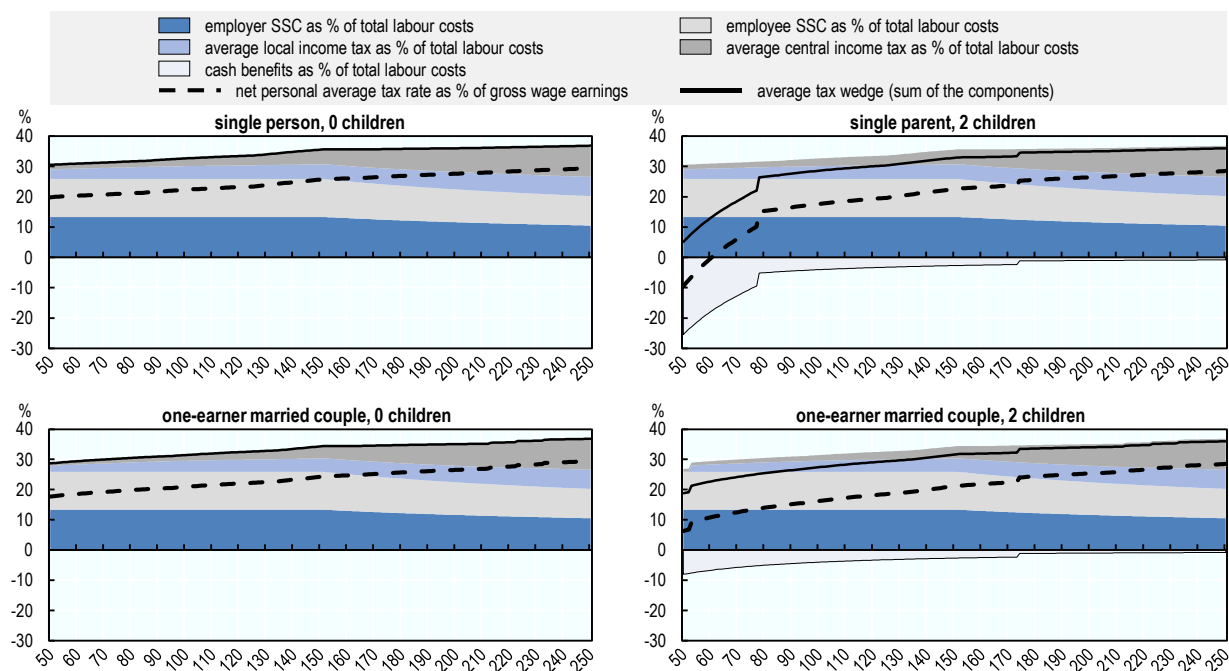 employer SSC as % of total labour costs
employee SSC as % of total labour costs
average local income tax as % of total labour costs
average central income tax as % of total labour costs
cash benefits as % of total labour costs
net personal average tax rate as % of gross wage earnings
average tax wedge (sum of the components)
%
single person, 0 children
40
30
20
10
0
-10
-20
-30
50 60 70 80 90 100 110 120 130 140 150 160 170 180 190 200 210 220 230 240 250
%
single parent, 2 children
40
30
20
10
0
-10
-20
-30
50 60 70 80 90 100 110 120 130 140 150 160 170 180 190 200 210 220 230 240 250
%
one-earner married couple, 0 children
40
30
20
10
0
-10
-20
-30
50 60 70 80 90 100 110 120 130 140 150 160 170 180 190 200 210 220 230 240 250
%
one-earner married couple, 2 children
40
30
20
10
0
-10
-20
-30
50 60 70 80 90 100 110 120 130 140 150 160 170 180 190 200 210 220 230 240 250